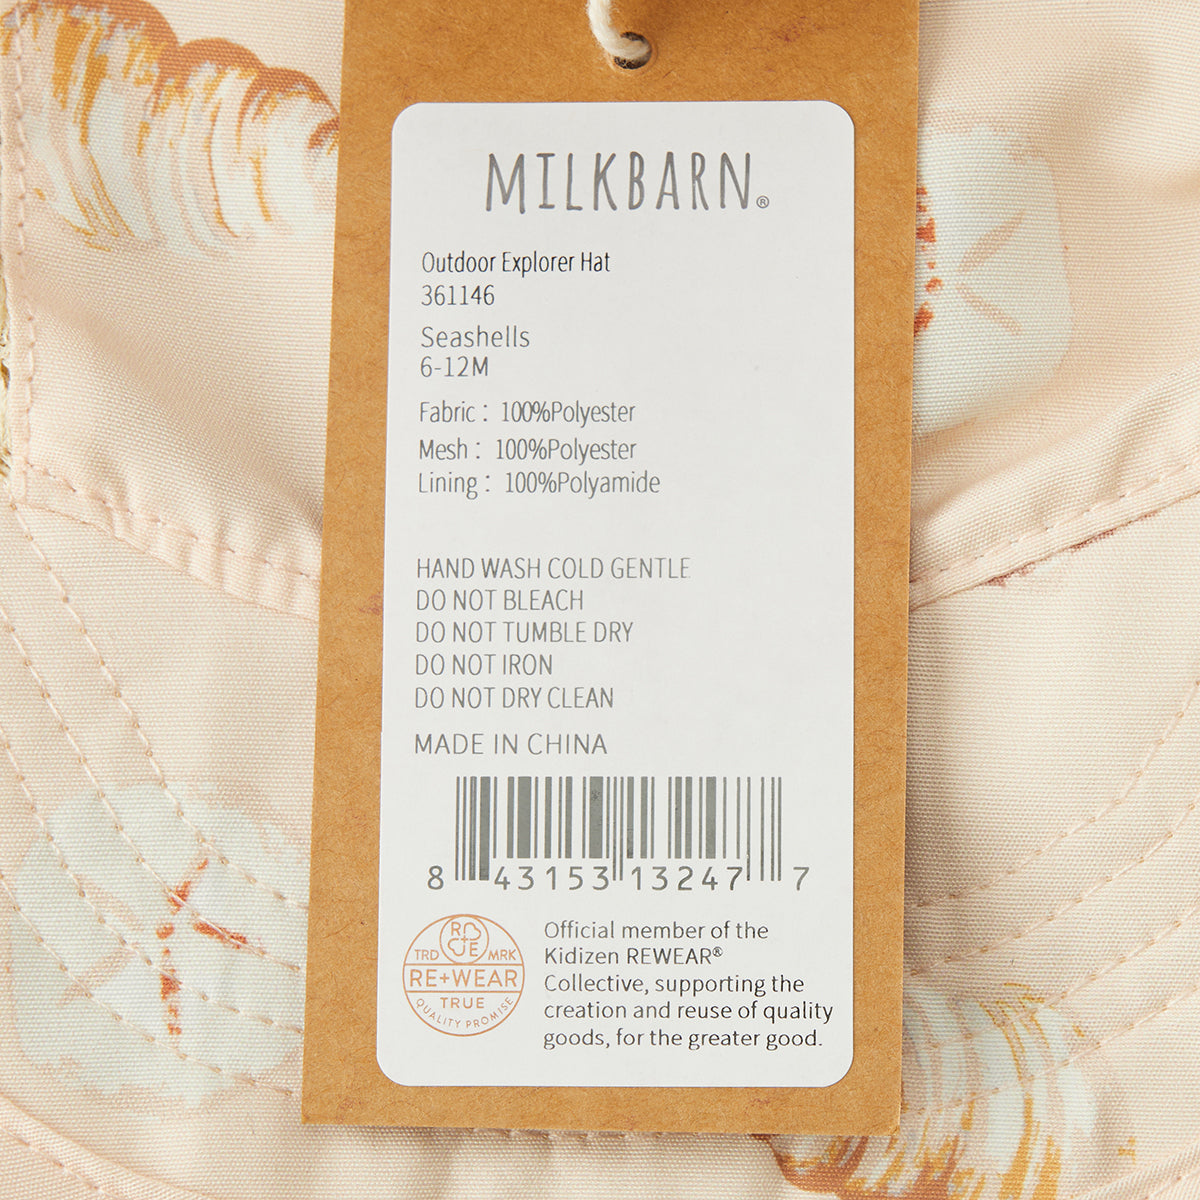 MILKBARN®
Outdoor Explorer Hat
361146
Seashells
6-12M
Fabric : 100%Polyester
Mesh : 100%Polyester
Lining : 100%Polyamide
HAND WASH COLD GENTLE
DO NOT BLEACH
DO NOT TUMBLE DRY
DO NOT IRON
DO NOT DRY CLEAN
MADE IN CHINA
8 43153 13247 7
R
UE
TRD MRK
RE+WEAR
TRUE
QUALITY PROMISE
Official member of the
Kidizen REWEAR®
Collective, supporting the
creation and reuse of quality
goods, for the greater good.